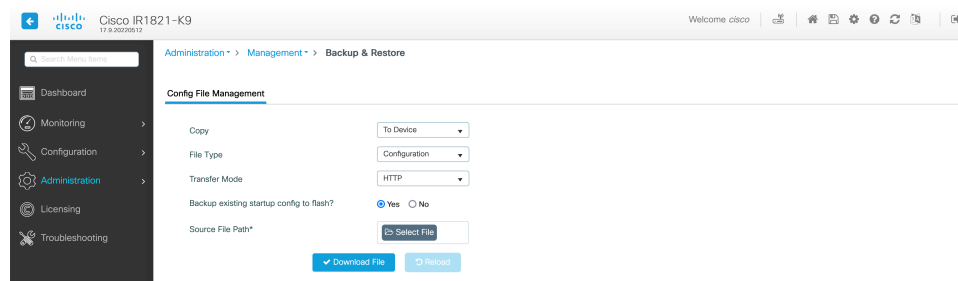 cisco
Cisco IR1821-K9
17.9.20220512
Welcome cisco
Search Menu Items
Administration > Management > Backup & Restore
Dashboard
Monitoring
Configuration
Administration
Licensing
Troubleshooting
Config File Management
Copy To Device
File Type Configuration
Transfer Mode HTTP
Backup existing startup config to flash? Yes No
Source File Path* Select File
Download File Reload